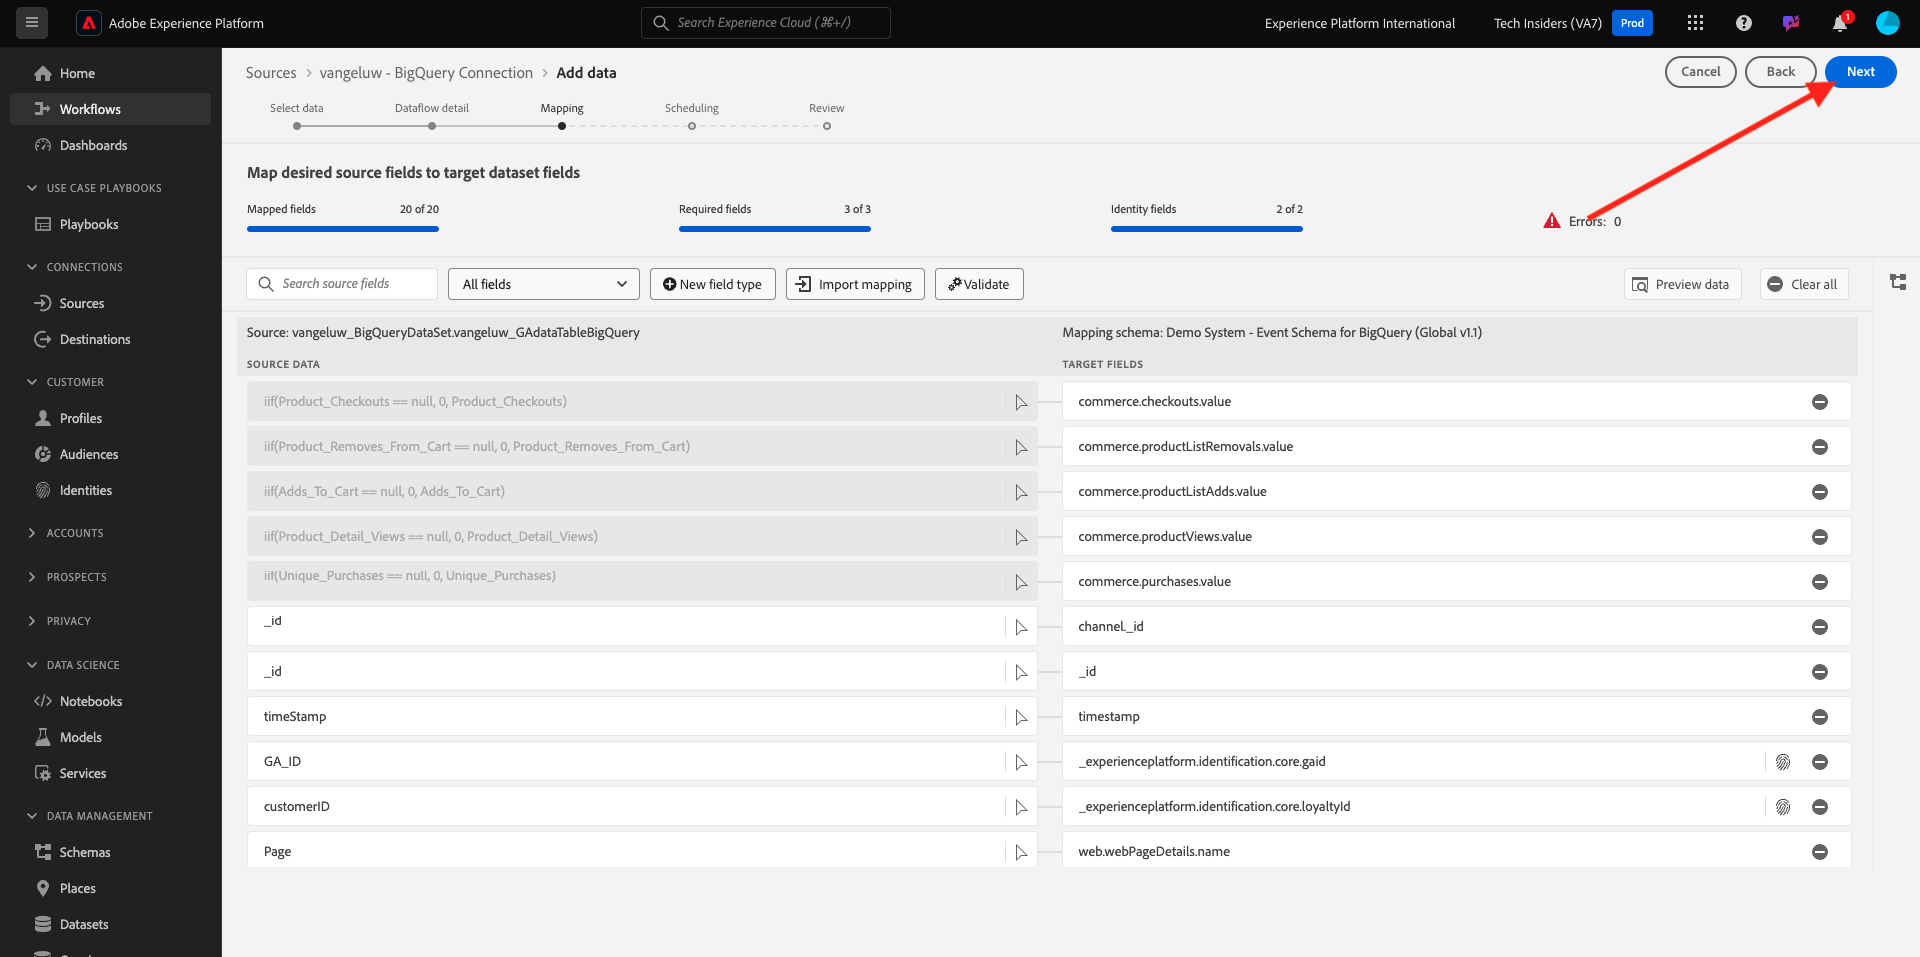 Adobe Experience Platform
Search Experience Cloud (⌘+/)
Experience Platform International
Tech Insiders (VA7)
Prod
1
Home
Workflows
Dashboards
USE CASE PLAYBOOKS
Playbooks
CONNECTIONS
Sources
Destinations
CUSTOMER
Profiles
Audiences
Identities
ACCOUNTS
PROSPECTS
PRIVACY
DATA SCIENCE
Notebooks
Models
Services
DATA MANAGEMENT
Schemas
Places
Datasets
Sources > vangeluw - BigQuery Connection > Add data
Cancel
Back
Next
Select data
Dataflow detail
Mapping
Scheduling
Review
Map desired source fields to target dataset fields
Mapped fields 20 of 20
Required fields 3 of 3
Identity fields 2 of 2
Errors: 0
Search source fields
All fields
New field type
Import mapping
Validate
Preview data
Clear all
Source: vangeluw_BigQueryDataSet.vangeluw_GAdataTableBigQuery
Mapping schema: Demo System - Event Schema for BigQuery (Global v1.1)
SOURCE DATA
TARGET FIELDS
iif(Product_Checkouts == null, 0, Product_Checkouts)
commerce.checkouts.value
iif(Product_Removes_From_Cart == null, 0, Product_Removes_From_Cart)
commerce.productListRemovals.value
iif(Adds_To_Cart == null, 0, Adds_To_Cart)
commerce.productListAdds.value
iif(Product_Detail_Views == null, 0, Product_Detail_Views)
commerce.productViews.value
iif(Unique_Purchases == null, 0, Unique_Purchases)
commerce.purchases.value
_id
channel._id
_id
_id
timeStamp
timestamp
GA_ID
_experienceplatform.identification.core.gaid
customerID
_experienceplatform.identification.core.loyaltyId
Page
web.webPageDetails.name